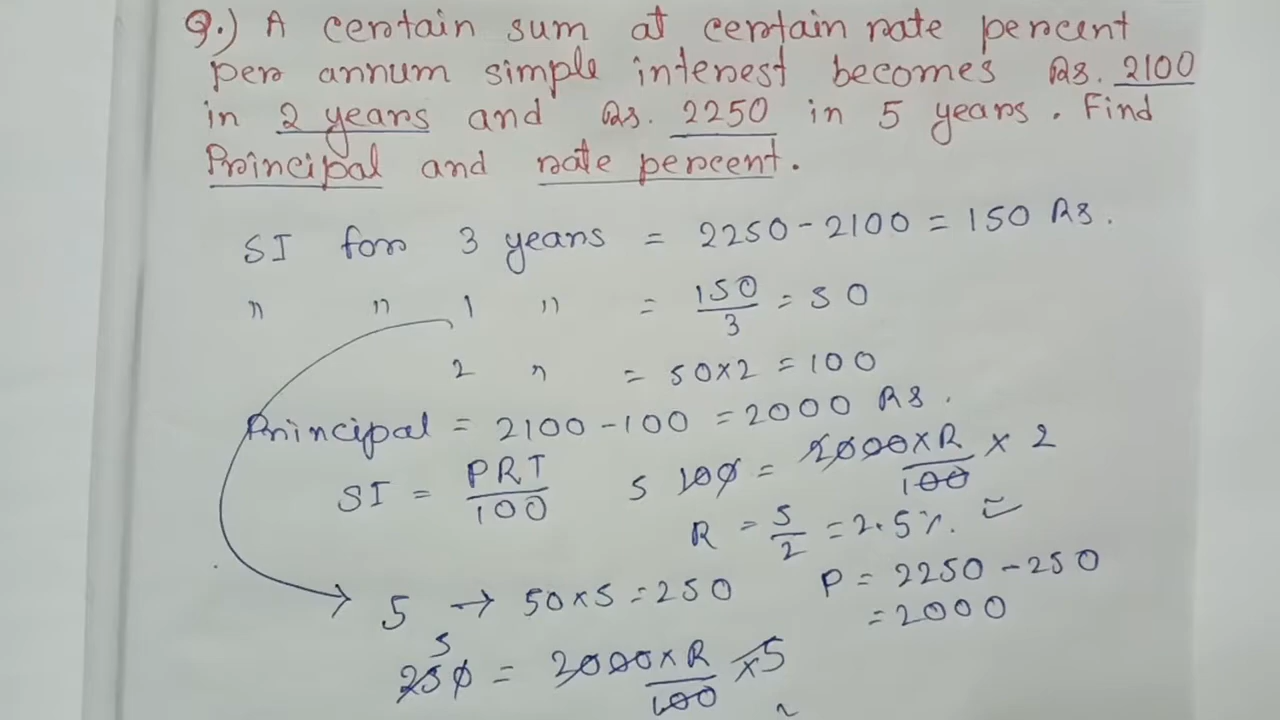 Q.) A certain sum at certain rate percent
per annum simple interest becomes Rs. 2100
in 2 years and Rs. 2250 in 5 years. Find
Principal and rate percent.
SI for 3 years = 2250 - 2100 = 150 Rs.
" " 1 " = 150/3 = 50
2 " = 50×2 = 100
Principal = 2100 - 100 = 2000 Rs.
SI = PRT/100 5 100 = 2000×R/100 × 2
R = 5/2 = 2.5%.
5 → 50×5 = 250 P = 2250 - 250
= 2000
5
250 = 2000×R/100 ×5